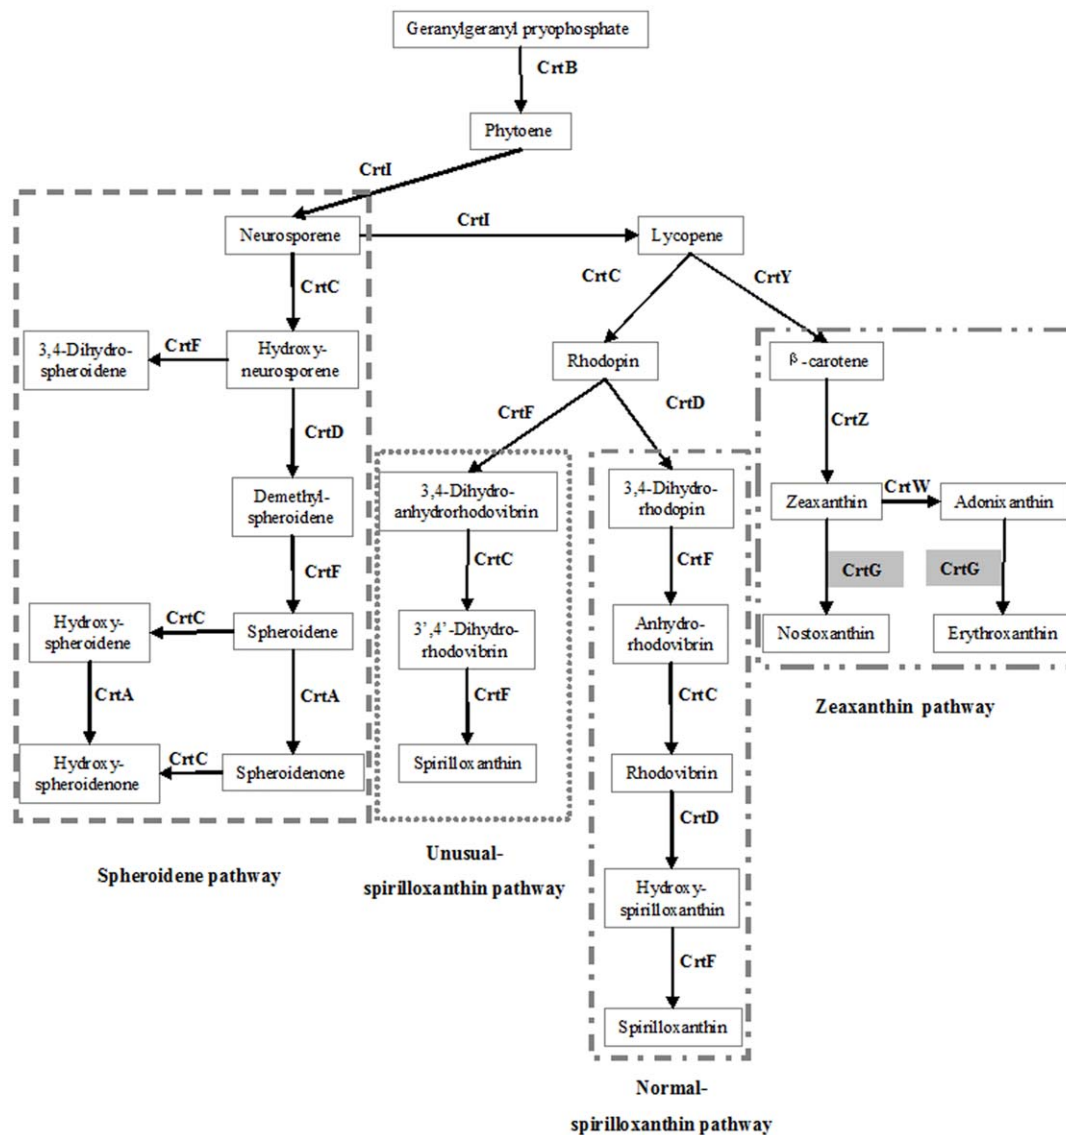 Geranylgeranyl pryophosphate
CrtB
Phytoene
CrtI
Neurosporene
CrtI
Lycopene
CrtC
CrtC
CrtY
3,4-Dihydro-
spheroidene
CrtF
Hydroxy-
neurosporene
Rhodopin
β-carotene
CrtD
CrtF
CrtD
CrtZ
Demethyl-
spheroidene
3,4-Dihydro-
anhydrorhodovibrin
3,4-Dihydro-
rhodopin
Zeaxanthin
CrtW
Adonixanthin
CrtF
CrtC
CrtF
CrtG
CrtG
Hydroxy-
spheroidene
CrtC
Spheroidene
3’,4’-Dihydro-
rhodovibrin
Anhydro-
rhodovibrin
Nostoxanthin
Erythroxanthin
CrtA
CrtA
CrtF
CrtC
Zeaxanthin pathway
Hydroxy-
spheroidenone
CrtC
Spheroidenone
Spirilloxanthin
Rhodovibrin
CrtD
Spheroidene pathway
Unusual-
spirilloxanthin pathway
Hydroxy-
spirilloxanthin
CrtF
Spirilloxanthin
Normal-
spirilloxanthin pathway